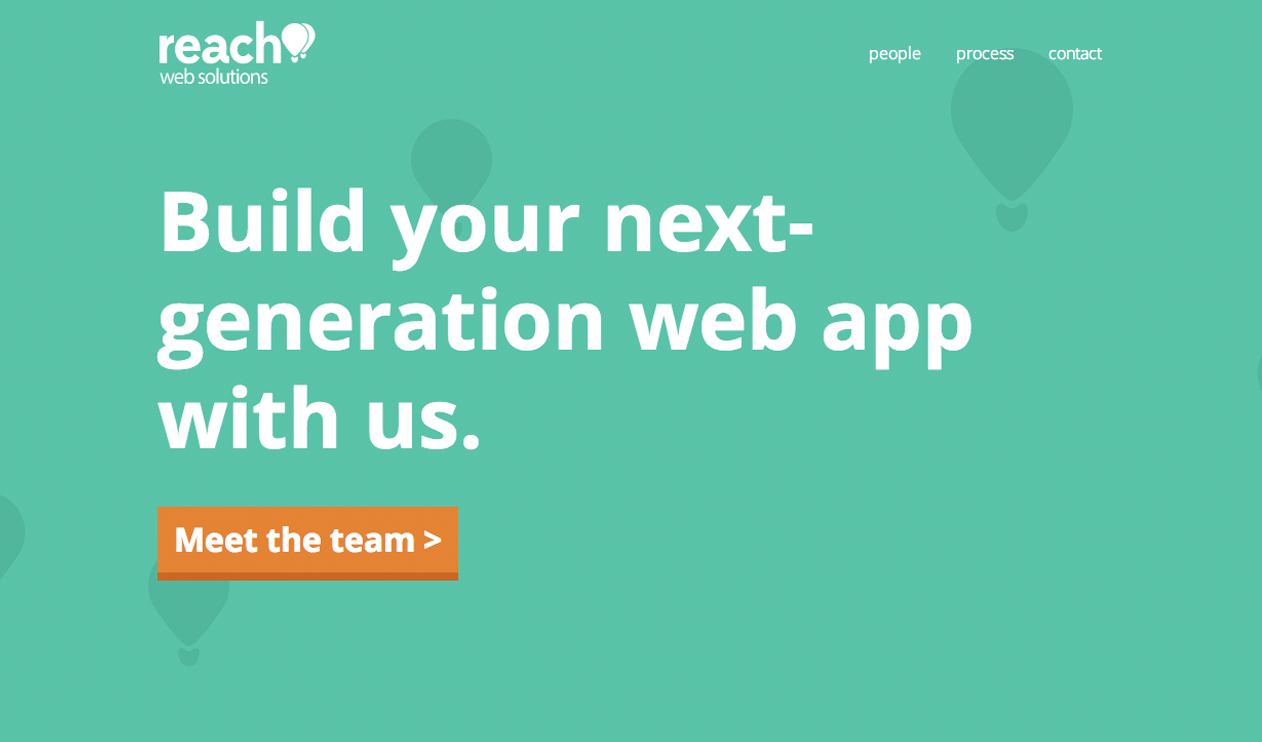 reach
web solutions
people
process
contact
Build your next-
generation web app
with us.
Meet the team >